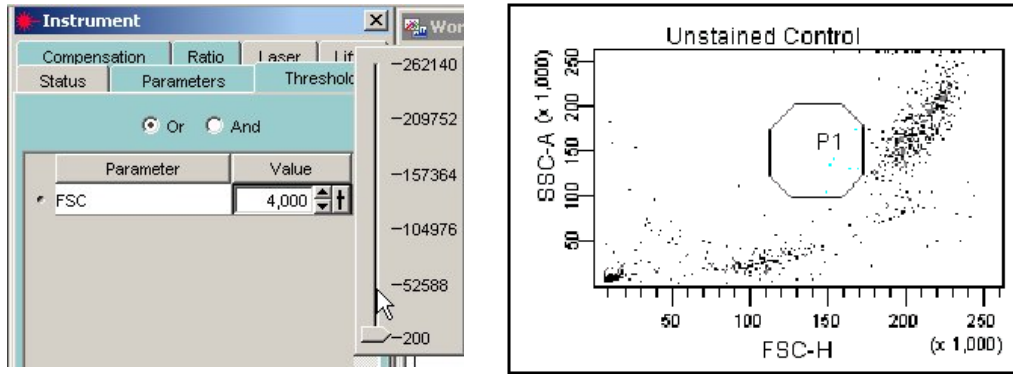 Instrument
Wor
Compensation Ratio Laser Lif
Status Parameters Threshold
Or And
Parameter Value
FSC 4,000
262140
209752
157364
104976
52588
200
Unstained Control
P1
SSC-A (x 1,000)
50 100 150 200 250
50 100 150 200 250
FSC-H (x 1,000)